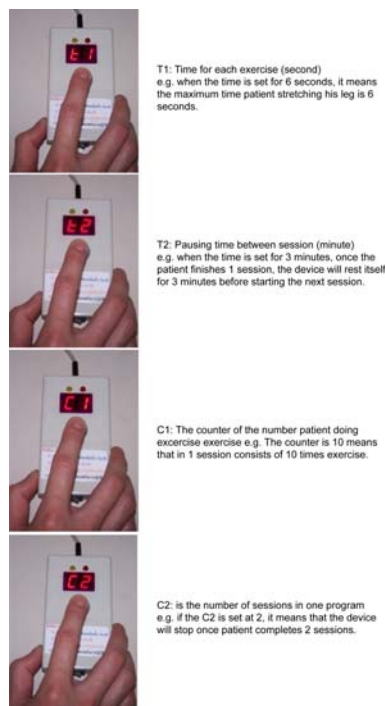 t1
T1: Time for each exercise (second)
e.g. when the time is set for 6 seconds, it means
the maximum time patient stretching his leg is 6
seconds.
t2
T2: Pausing time between session (minute)
e.g. when the time is set for 3 minutes, once the
patient finishes 1 session, the device will rest itself
for 3 minutes before starting the next session.
C1
C1: The counter of the number patient doing
excercise exercise e.g. The counter is 10 means
that in 1 session consists of 10 times exercise.
C2
C2: is the number of sessions in one program
e.g. if the C2 is set at 2, it means that the device
will stop once patient completes 2 sessions.